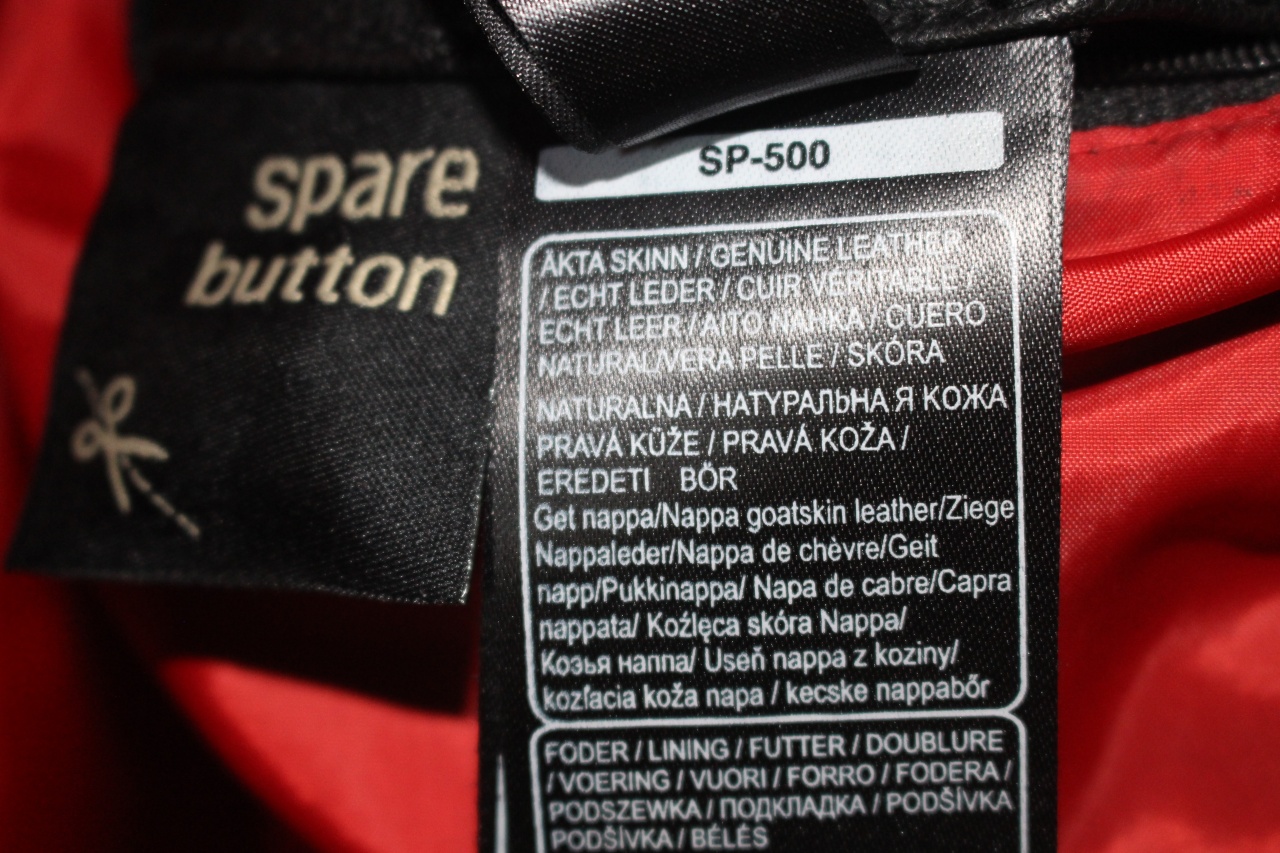 spare
button
SP-500
ÄKTA SKINN / GENUINE LEATHER
/ ECHT LEDER / CUIR VÉRITABLE /
ECHT LEER / AITO NAHKA / CUERO
NATURAL/VERA PELLE / SKÓRA
NATURALNA / НАТУРАЛЬНА Я КОЖА
PRAVÁ KŮŽE / PRAVÁ KOŽA /
EREDETI BŐR
Get nappa/Nappa goatskin leather/Ziege
Nappaleder/Nappa de chèvre/Geit
napp/Pukkinappa/ Napa de cabre/Capra
nappata/ Koźlęca skóra Nappa/
Козья наппа/ Useň nappa z koziny/
kozľacia koža napa / kecske nappabőr
FODER / LINING / FUTTER / DOUBLURE
/ VOERING / VUORI / FORRO / FODERA /
PODSZEWKA / ПОДКЛАДКА / PODŠÍVKA
PODŠÍVKA / BÉLÉS